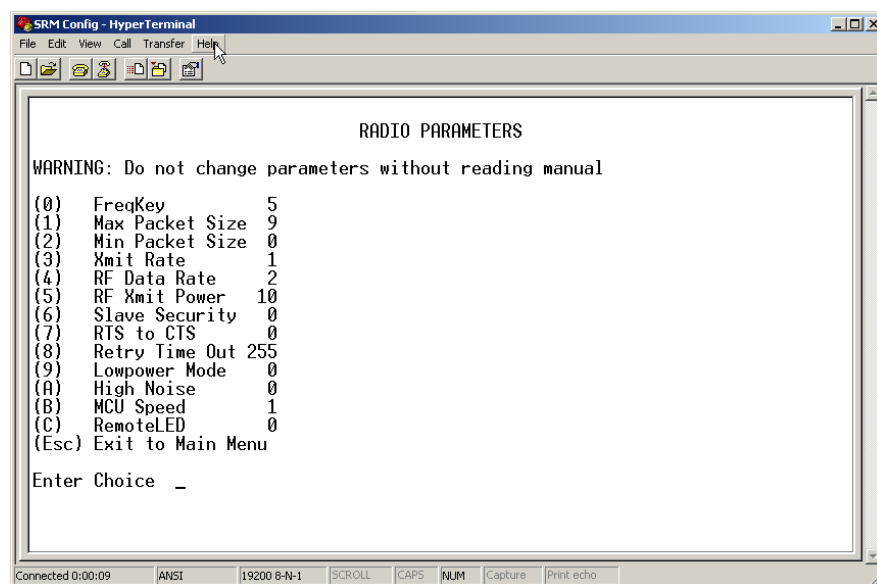 SRM Config - HyperTerminal
File Edit View Call Transfer Help
RADIO PARAMETERS
WARNING: Do not change parameters without reading manual
(0) FreqKey 5
(1) Max Packet Size 9
(2) Min Packet Size 0
(3) Xmit Rate 1
(4) RF Data Rate 2
(5) RF Xmit Power 10
(6) Slave Security 0
(7) RTS to CTS 0
(8) Retry Time Out 255
(9) Lowpower Mode 0
(A) High Noise 0
(B) MCU Speed 1
(C) RemoteLED 0
(Esc) Exit to Main Menu
Enter Choice _
Connected 0:00:09 ANSI 19200 8-N-1 SCROLL CAPS NUM Capture Print echo